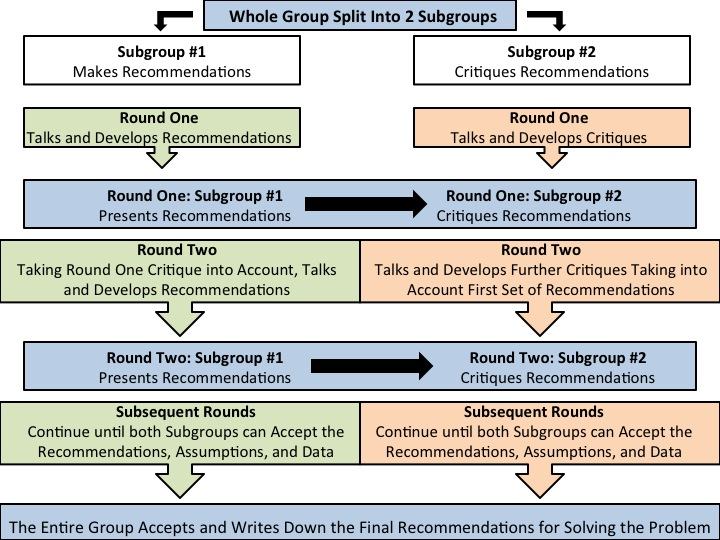 Whole Group Split Into 2 Subgroups
Subgroup #1
Makes Recommendations
Subgroup #2
Critiques Recommendations
Round One
Talks and Develops Recommendations
Round One
Talks and Develops Critiques
Round One: Subgroup #1
Presents Recommendations
Round One: Subgroup #2
Critiques Recommendations
Round Two
Taking Round One Critique into Account, Talks
and Develops Recommendations
Round Two
Talks and Develops Further Critiques Taking into
Account First Set of Recommendations
Round Two: Subgroup #1
Presents Recommendations
Round Two: Subgroup #2
Critiques Recommendations
Subsequent Rounds
Continue until both Subgroups can Accept the
Recommendations, Assumptions, and Data
Subsequent Rounds
Continue until both Subgroups can Accept the
Recommendations, Assumptions, and Data
The Entire Group Accepts and Writes Down the Final Recommendations for Solving the Problem